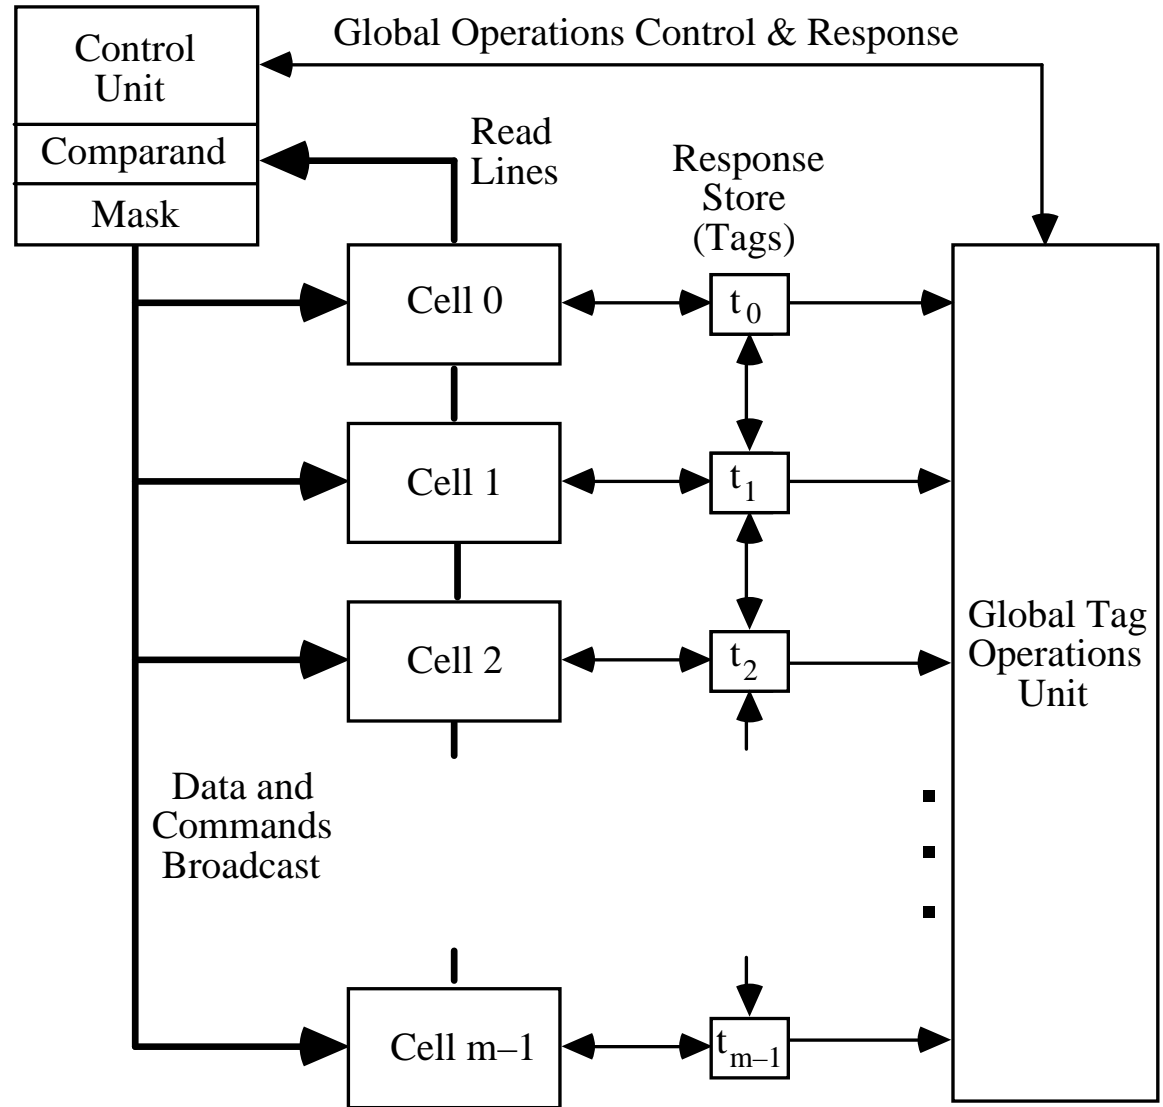 Global Operations Control & Response
Control
Unit
Comparand
Mask
Read
Lines
Response
Store
(Tags)
Cell 0
t0
Cell 1
t1
Cell 2
t2
Global Tag
Operations
Unit
Data and
Commands
Broadcast
Cell m–1
tm–1